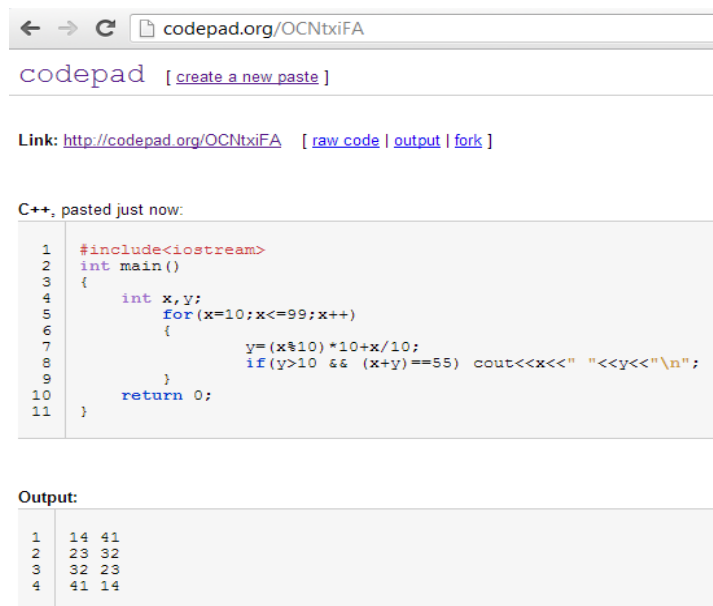 codepad.org/OCNtxiFA
codepad [ create a new paste ]
Link: http://codepad.org/OCNtxiFA [ raw code | output | fork ]
C++, pasted just now:
1 #include<iostream>
2 int main()
3 {
4 int x,y;
5 for(x=10;x<=99;x++)
6 {
7 y=(x%10)*10+x/10;
8 if(y>10 && (x+y)==55) cout<<x<<" "<<y<<"\n";
9 }
10 return 0;
11 }
Output:
1 14 41
2 23 32
3 32 23
4 41 14